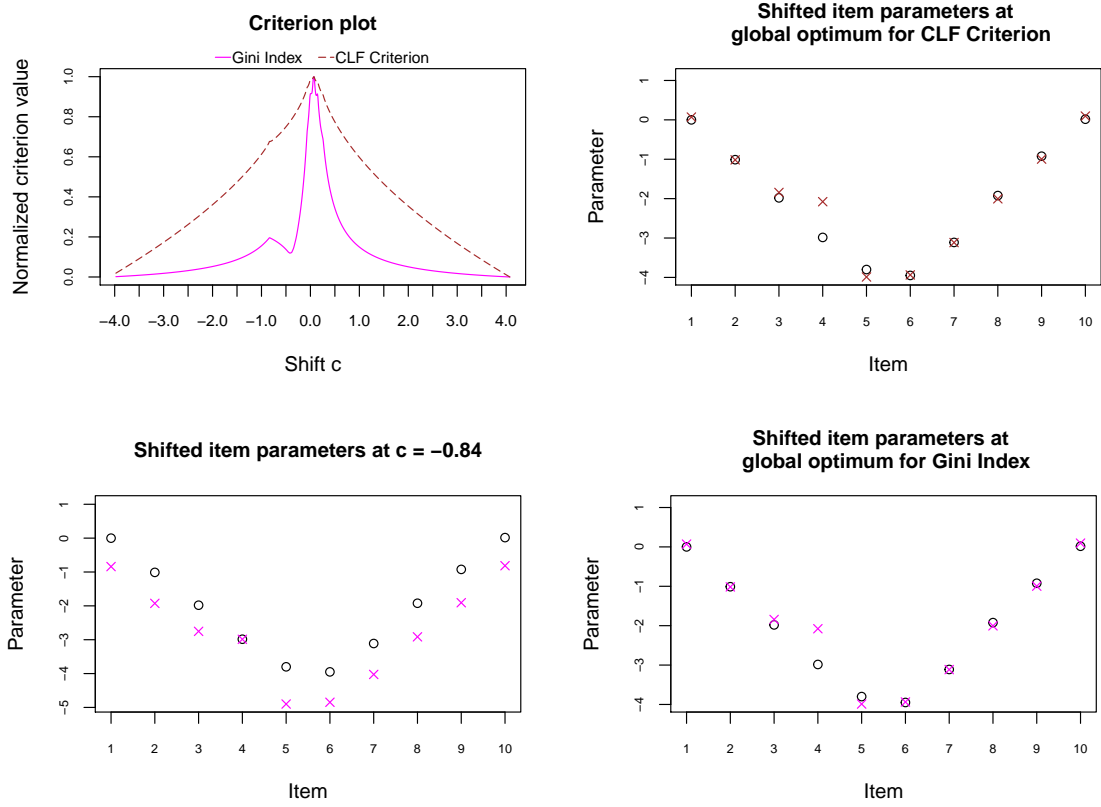 Criterion plot
Gini Index
CLF Criterion
Normalized criterion value
1.0
0.8
0.6
0.4
0.2
0.0
−4.0 −3.0 −2.0 −1.0 0.0 1.0 2.0 3.0 4.0
Shift c
Shifted item parameters at
global optimum for CLF Criterion
Parameter
1
0
−1
−2
−3
−4
1 2 3 4 5 6 7 8 9 10
Item
Shifted item parameters at c = −0.84
Parameter
1
0
−1
−2
−3
−4
−5
1 2 3 4 5 6 7 8 9 10
Item
Shifted item parameters at
global optimum for Gini Index
Parameter
1
0
−1
−2
−3
−4
1 2 3 4 5 6 7 8 9 10
Item